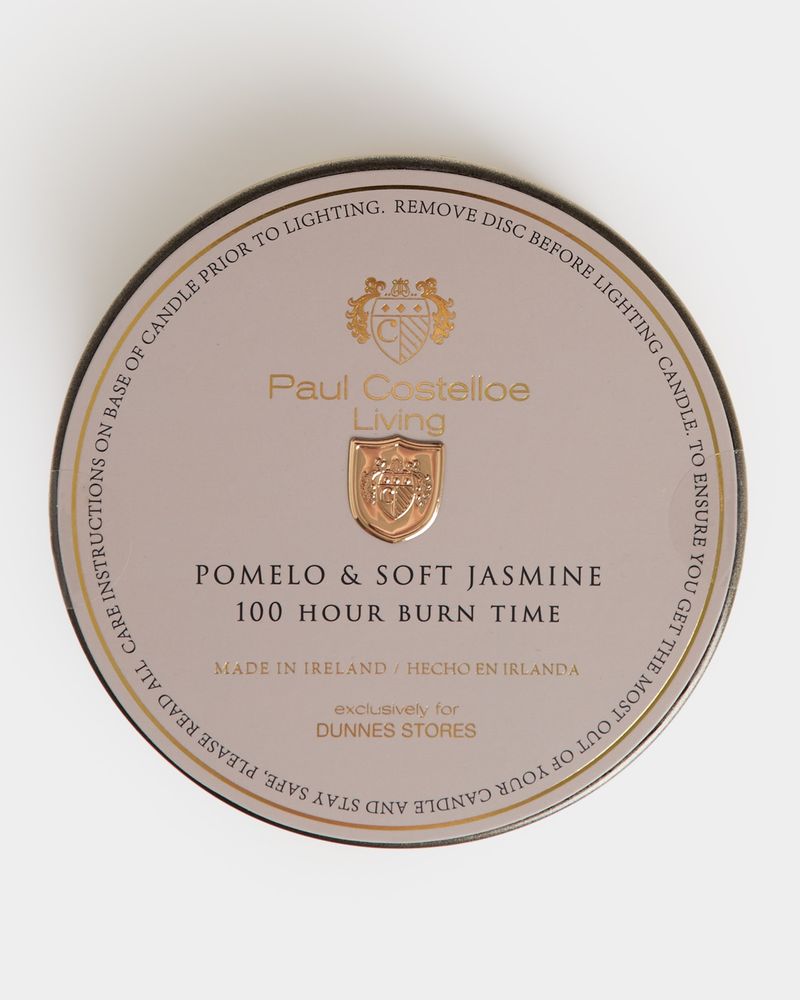 REMOVE DISC BEFORE LIGHTING CANDLE. TO ENSURE YOU GET THE MOST OUT OF YOUR CANDLE AND STAY SAFE, PLEASE READ ALL CARE INSTRUCTIONS ON BASE OF CANDLE PRIOR TO LIGHTING.
C
Paul Costelloe
Living
C
POMELO & SOFT JASMINE
100 HOUR BURN TIME
MADE IN IRELAND / HECHO EN IRLANDA
exclusively for
DUNNES STORES